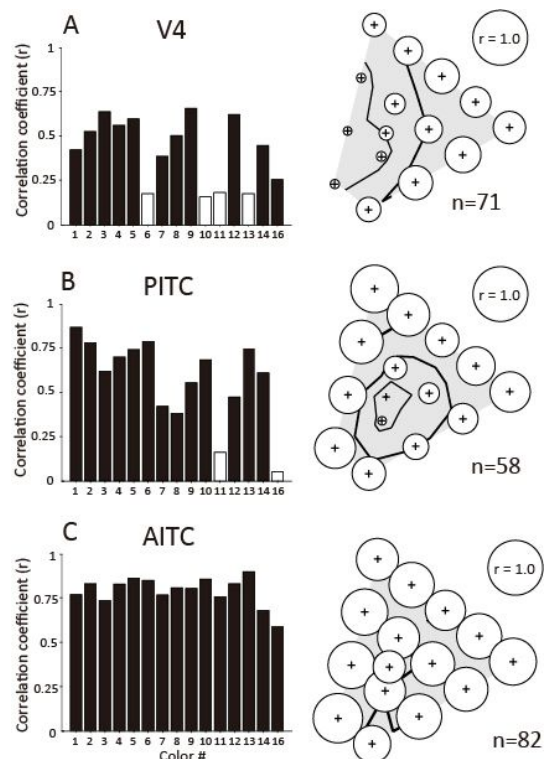 A V4
Correlation coefficient (r)
1
0.75
0.5
0.25
0
1 2 3 4 5 6 7 8 9 10 11 12 13 14 16
r = 1.0
n=71
B PITC
Correlation coefficient (r)
1
0.75
0.5
0.25
0
1 2 3 4 5 6 7 8 9 10 11 12 13 14 16
r = 1.0
n=58
C AITC
Correlation coefficient (r)
1
0.75
0.5
0.25
0
1 2 3 4 5 6 7 8 9 10 11 12 13 14 16
Color #
r = 1.0
n=82